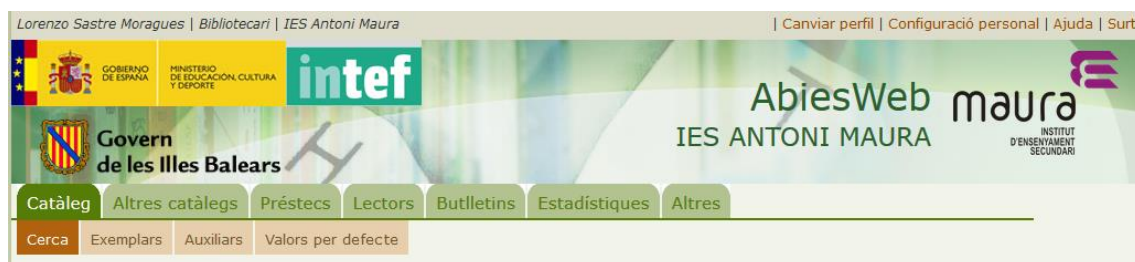 Lorenzo Sastre Moragues | Bibliotecari | IES Antoni Maura
| Canviar perfil | Configuració personal | Ajuda | Surt
GOBIERNO
DE ESPAÑA
MINISTERIO
DE EDUCACIÓN, CULTURA
Y DEPORTE
intef
Govern
de les Illes Balears
AbiesWeb
IES ANTONI MAURA
maura
INSTITUT
D'ENSENYAMENT
SECUNDARI
Catàleg Altres catàlegs Préstecs Lectors Butlletins Estadístiques Altres
Cerca Exemplars Auxiliars Valors per defecte